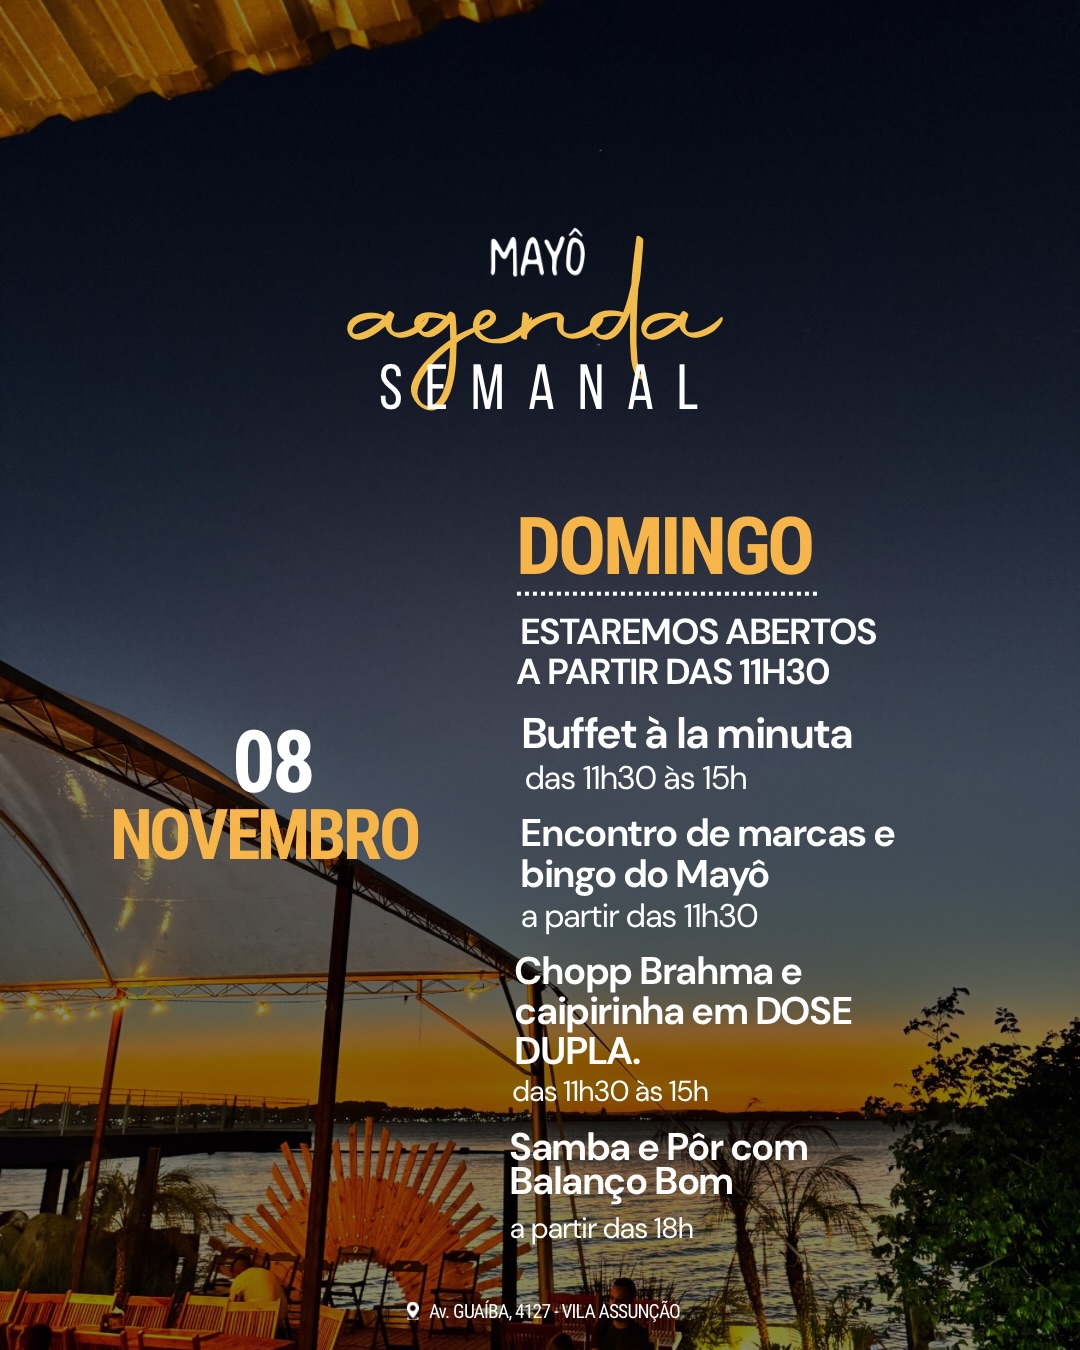 MAYÔ
agenda
SEMANAL
DOMINGO
ESTAREMOS ABERTOS
A PARTIR DAS 11H30
Buffet à la minuta
das 11h30 às 15h
08
NOVEMBRO
Encontro de marcas e
bingo do Mayô
a partir das 11h30
Chopp Brahma e
caipirinha em DOSE
DUPLA.
das 11h30 às 15h
Samba e Pôr com
Balanço Bom
a partir das 18h
Av. GUAÍBA, 4127 - VILA ASSUNÇÃO